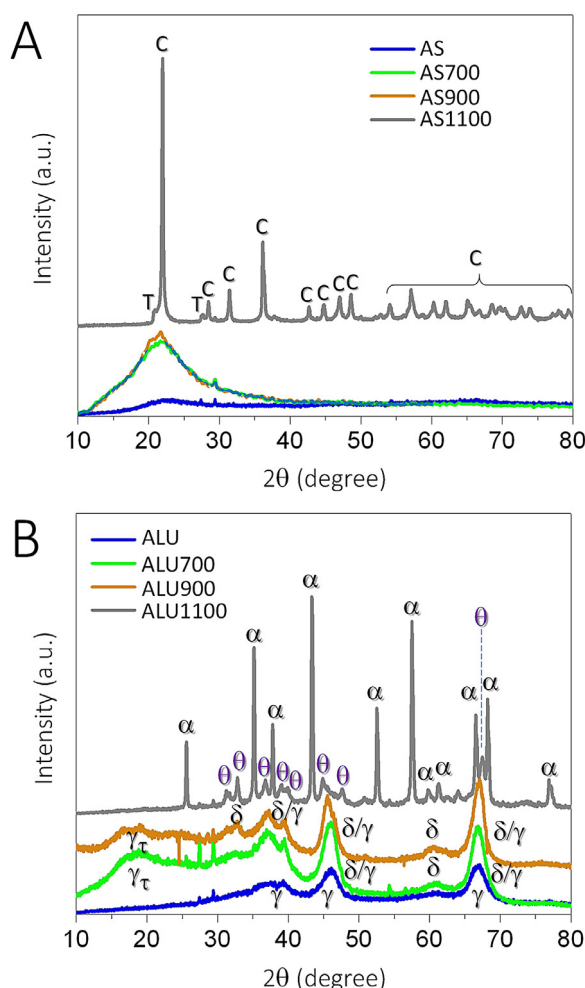 A
C
AS
AS700
AS900
AS1100
Intensity (a.u.)
T
T
C
C
C
C
C
C
C
C
10 20 30 40 50 60 70 80
2θ (degree)
B
ALU
ALU700
ALU900
ALU1100
Intensity (a.u.)
α
α
α
α
α
α
α
α
α
α
α
θ
θ
θ
θ
θ
θ
θ
θ
γτ
δ
δ/γ
δ/γ
δ
δ/γ
γτ
δ/γ
δ
δ/γ
γ
γ
γ
10 20 30 40 50 60 70 80
2θ (degree)